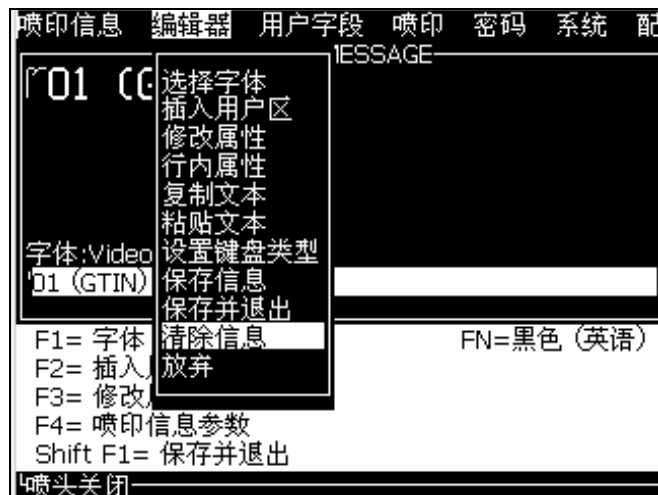 喷印信息 编辑器 用户字段 喷印 密码 系统 配
MESSAGE
01 (G
选择字体
插入用户区
修改属性
行内属性
复制文本
粘贴文本
设置键盘类型
保存信息
保存并退出
清除信息
放弃
字体:Video
01 (GTIN)
F1= 字体 FN=黑色 (英语)
F2= 插入
F3= 修改
F4= 喷印信息参数
Shift F1= 保存并退出
喷头关闭